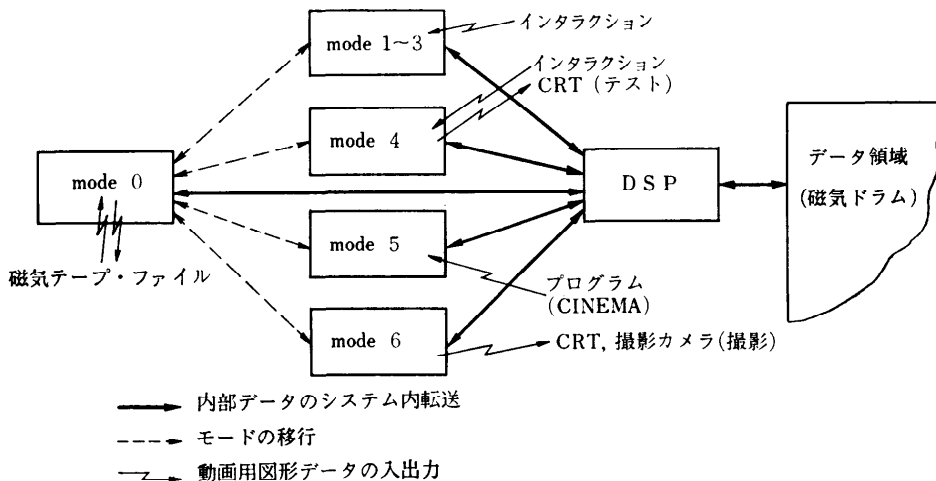 mode 1~3
インタラクション
インタラクション
CRT (テスト)
mode 4
mode 0
磁気テープ・ファイル
DSP
データ領域
(磁気ドラム)
mode 5
プログラム
(CINEMA)
mode 6
CRT, 撮影カメラ(撮影)
内部データのシステム内転送
モードの移行
動画用図形データの入出力